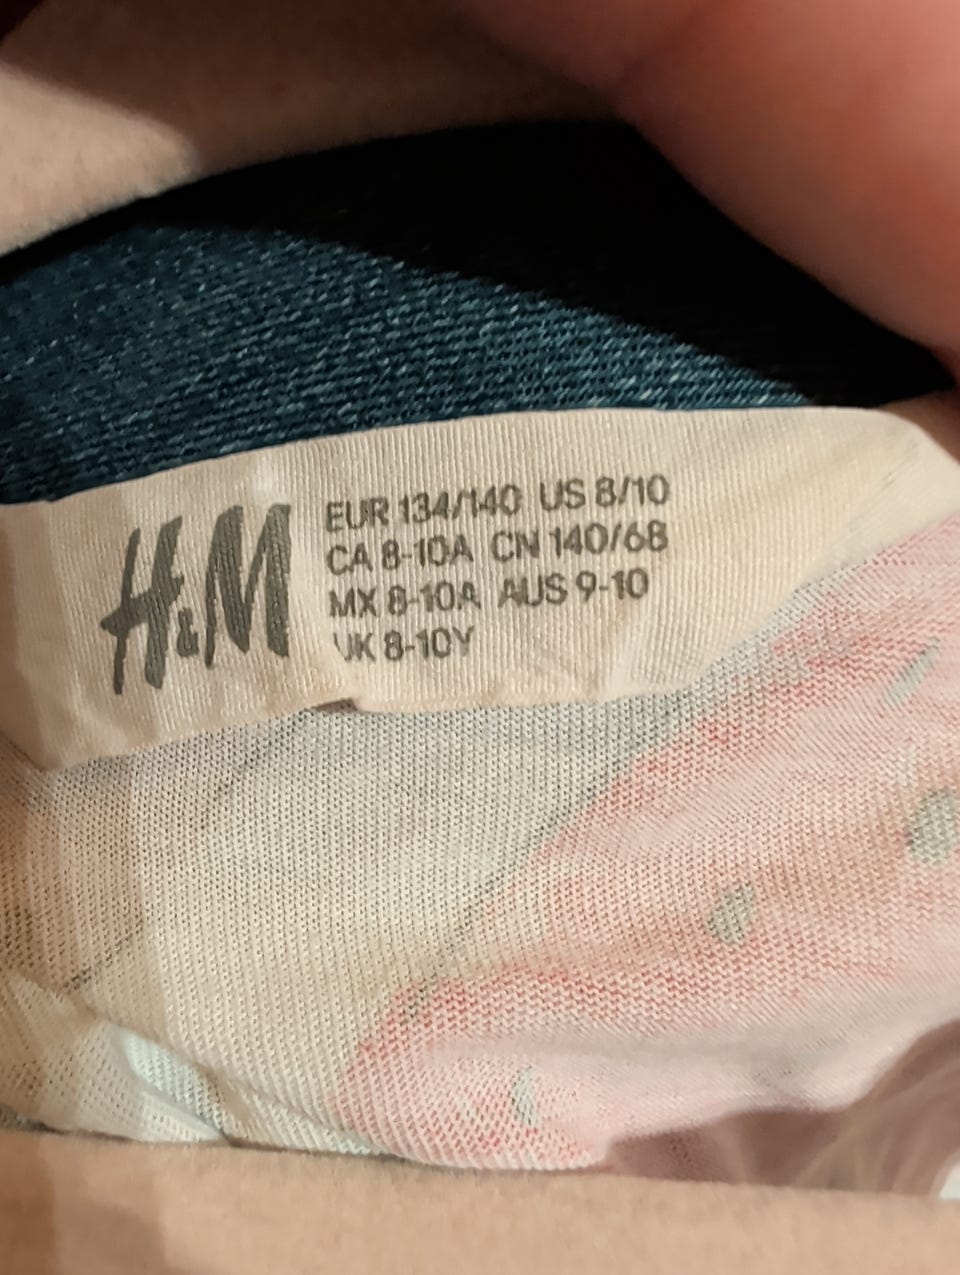 H&M
EUR 134/140 US 8/10
CA 8-10A CN 140/68
MX 8-10A AUS 9-10
UK 8-10Y